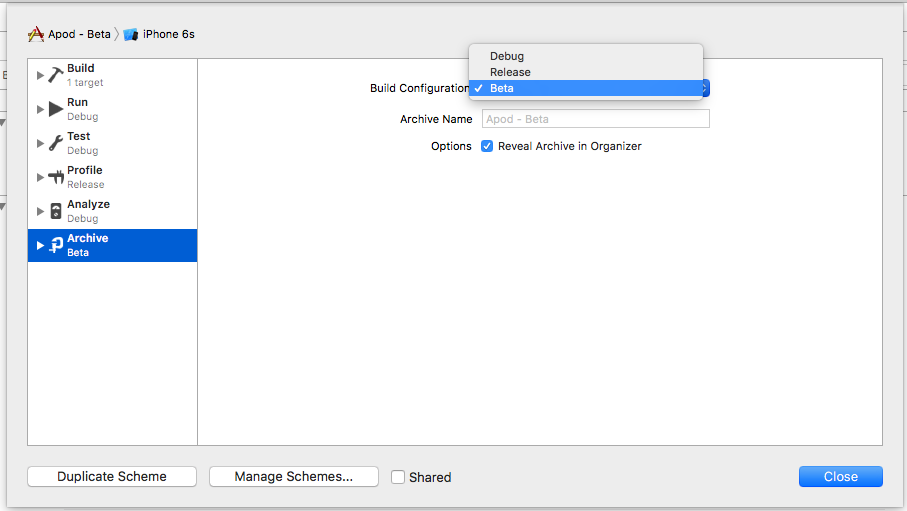 Apod - Beta
iPhone 6s
Build
1 target
Run
Debug
Test
Debug
Profile
Release
Analyze
Debug
Archive
Beta
Debug
Release
Build Configuration
Beta
Archive Name
Apod - Beta
Options
Reveal Archive in Organizer
Duplicate Scheme
Manage Schemes...
Shared
Close